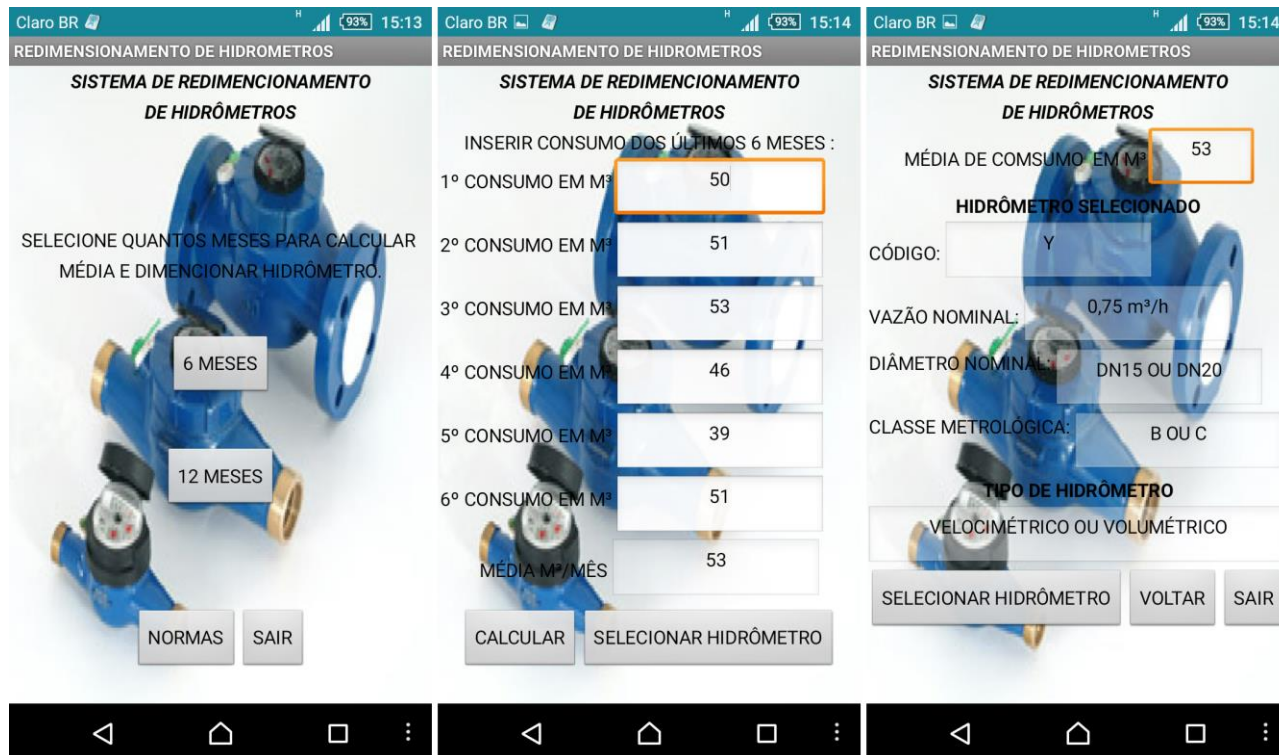 Claro BR
H
93%
15:13
REDIMENSIONAMENTO DE HIDROMETROS
SISTEMA DE REDIMENCIONAMENTO
DE HIDRÔMETROS
SELECIONE QUANTOS MESES PARA CALCULAR
MÉDIA E DIMENCIONAR HIDRÔMETRO.
6 MESES
12 MESES
NORMAS
SAIR
Claro BR
H
93%
15:14
REDIMENSIONAMENTO DE HIDROMETROS
SISTEMA DE REDIMENCIONAMENTO
DE HIDRÔMETROS
INSERIR CONSUMO DOS ÚLTIMOS 6 MESES :
1º CONSUMO EM M³ 50
2º CONSUMO EM M³ 51
3º CONSUMO EM M³ 53
4º CONSUMO EM M³ 46
5º CONSUMO EM M³ 39
6º CONSUMO EM M³ 51
MÉDIA M³/MÊS 53
CALCULAR
SELECIONAR HIDRÔMETRO
Claro BR
H
93%
15:14
REDIMENSIONAMENTO DE HIDROMETROS
SISTEMA DE REDIMENCIONAMENTO
DE HIDRÔMETROS
MÉDIA DE COMSUMO EM M³ 53
HIDRÔMETRO SELECIONADO
CÓDIGO: Y
VAZÃO NOMINAL: 0,75 m³/h
DIÂMETRO NOMINAL: DN15 OU DN20
CLASSE METROLÓGICA: B OU C
TIPO DE HIDRÔMETRO
VELOCIMÉTRICO OU VOLUMÉTRICO
SELECIONAR HIDRÔMETRO
VOLTAR
SAIR